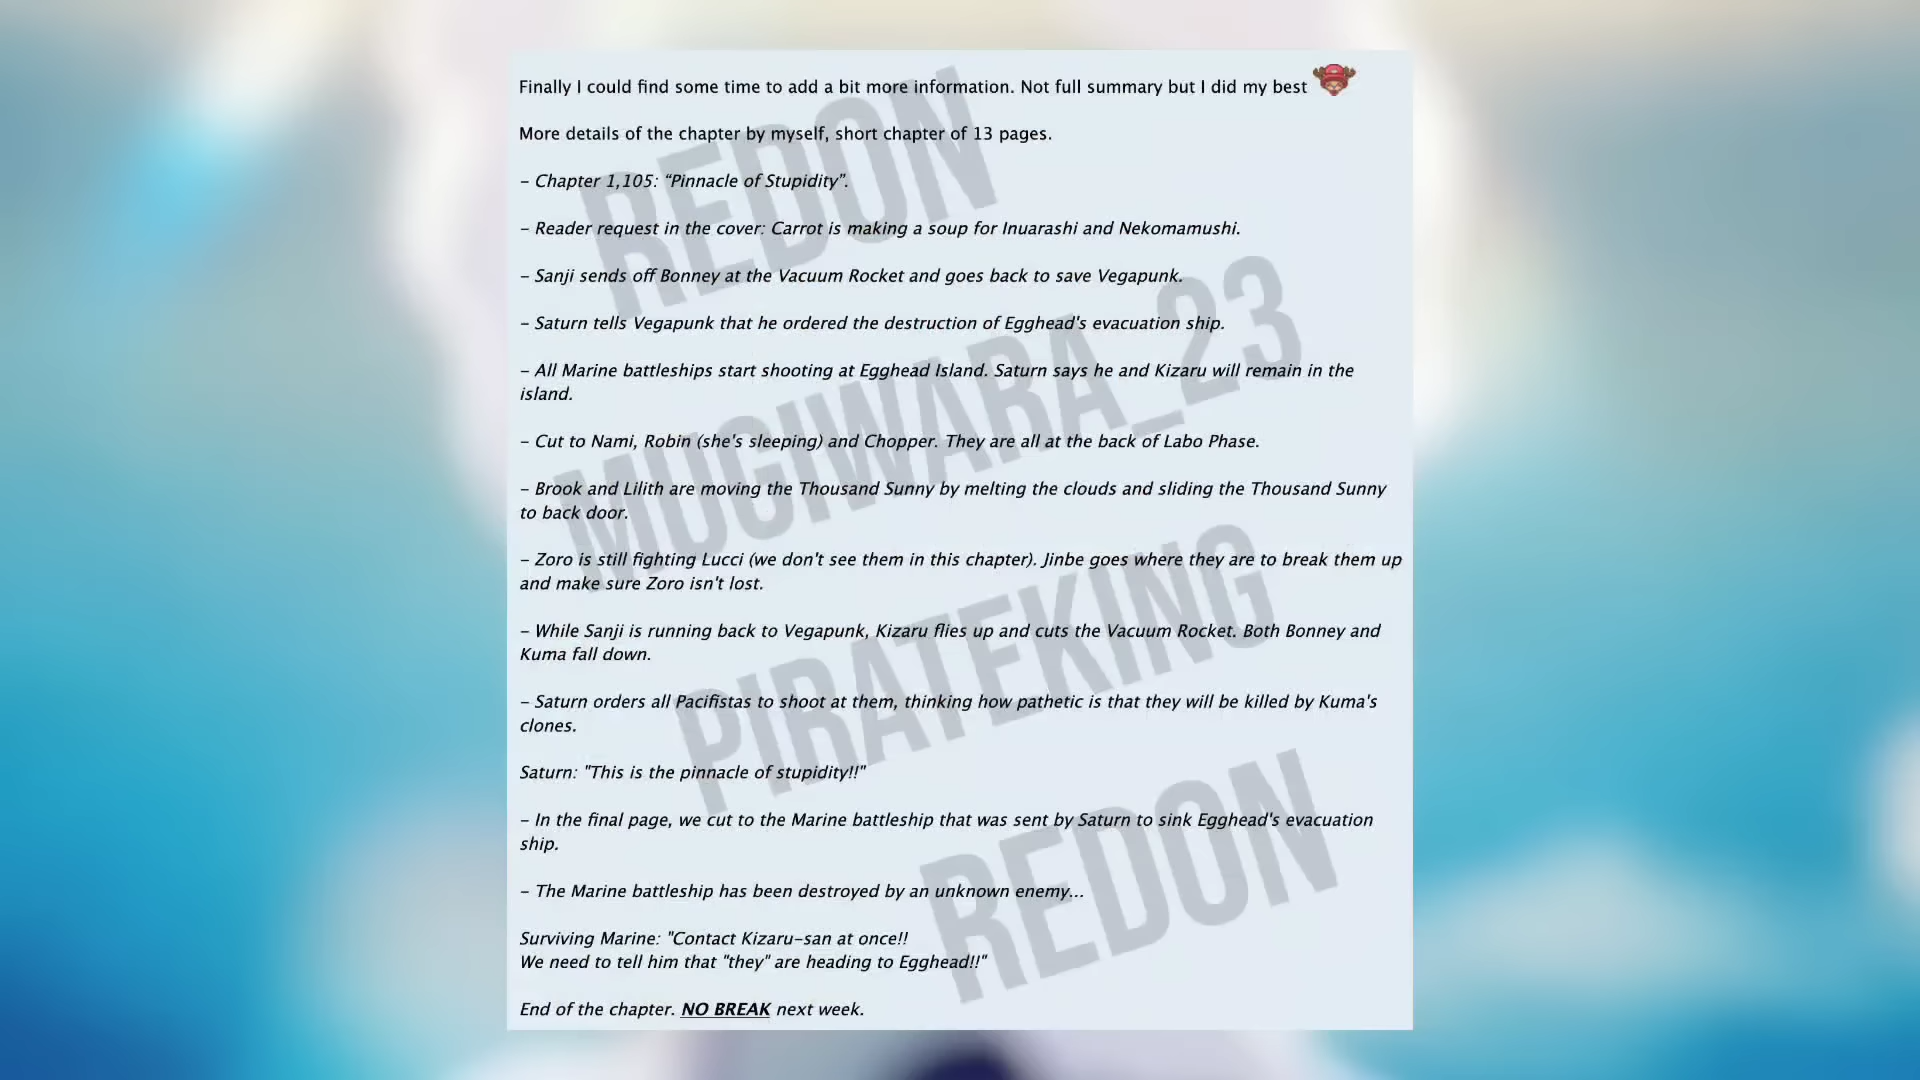 Finally I could find some time to add a bit more information. Not full summary but I did my best
More details of the chapter by myself, short chapter of 13 pages.
- Chapter 1,105: “Pinnacle of Stupidity”.
- Reader request in the cover: Carrot is making a soup for Inuarashi and Nekomamushi.
- Sanji sends off Bonney at the Vacuum Rocket and goes back to save Vegapunk.
- Saturn tells Vegapunk that he ordered the destruction of Egghead's evacuation ship.
- All Marine battleships start shooting at Egghead Island. Saturn says he and Kizaru will remain in the
island.
- Cut to Nami, Robin (she's sleeping) and Chopper. They are all at the back of Labo Phase.
- Brook and Lilith are moving the Thousand Sunny by melting the clouds and sliding the Thousand Sunny
to back door.
- Zoro is still fighting Lucci (we don't see them in this chapter). Jinbe goes where they are to break them up
and make sure Zoro isn't lost.
- While Sanji is running back to Vegapunk, Kizaru flies up and cuts the Vacuum Rocket. Both Bonney and
Kuma fall down.
- Saturn orders all Pacifistas to shoot at them, thinking how pathetic is that they will be killed by Kuma's
clones.
Saturn: "This is the pinnacle of stupidity!!"
- In the final page, we cut to the Marine battleship that was sent by Saturn to sink Egghead's evacuation
ship.
- The Marine battleship has been destroyed by an unknown enemy...
Surviving Marine: "Contact Kizaru-san at once!!
We need to tell him that "they" are heading to Egghead!!"
End of the chapter. NO BREAK next week.
REDON
MUGIWARA_23
PIRATEKING
REDON